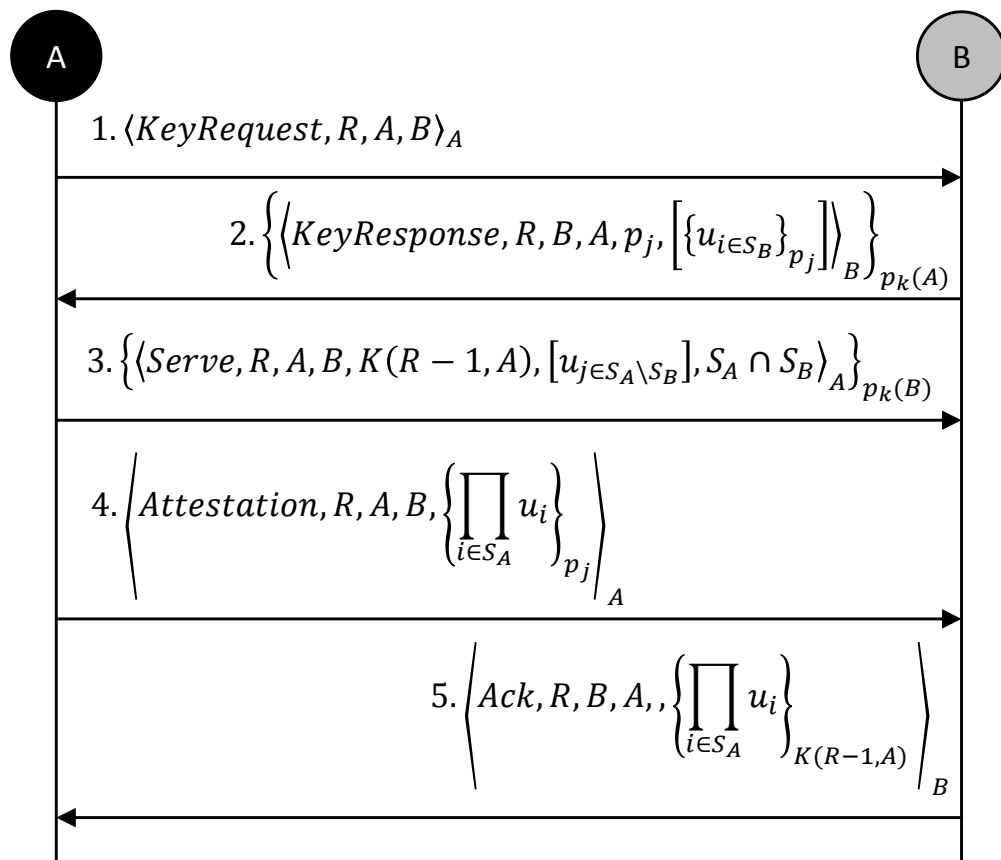 A B
1. ⟨KeyRequest, R, A, B⟩_A
2. {⟨KeyResponse, R, B, A, p_j, [{u_{i∈S_B}}_{p_j}]⟩_B}_{p_k(A)}
3. {⟨Serve, R, A, B, K(R − 1, A), [u_{j∈S_A\S_B}], S_A ∩ S_B⟩_A}_{p_k(B)}
4. ⟨Attestation, R, A, B, {∏_{i∈S_A} u_i}_{p_j}⟩_A
5. ⟨Ack, R, B, A, , {∏_{i∈S_A} u_i}_{K(R−1,A)}⟩_B